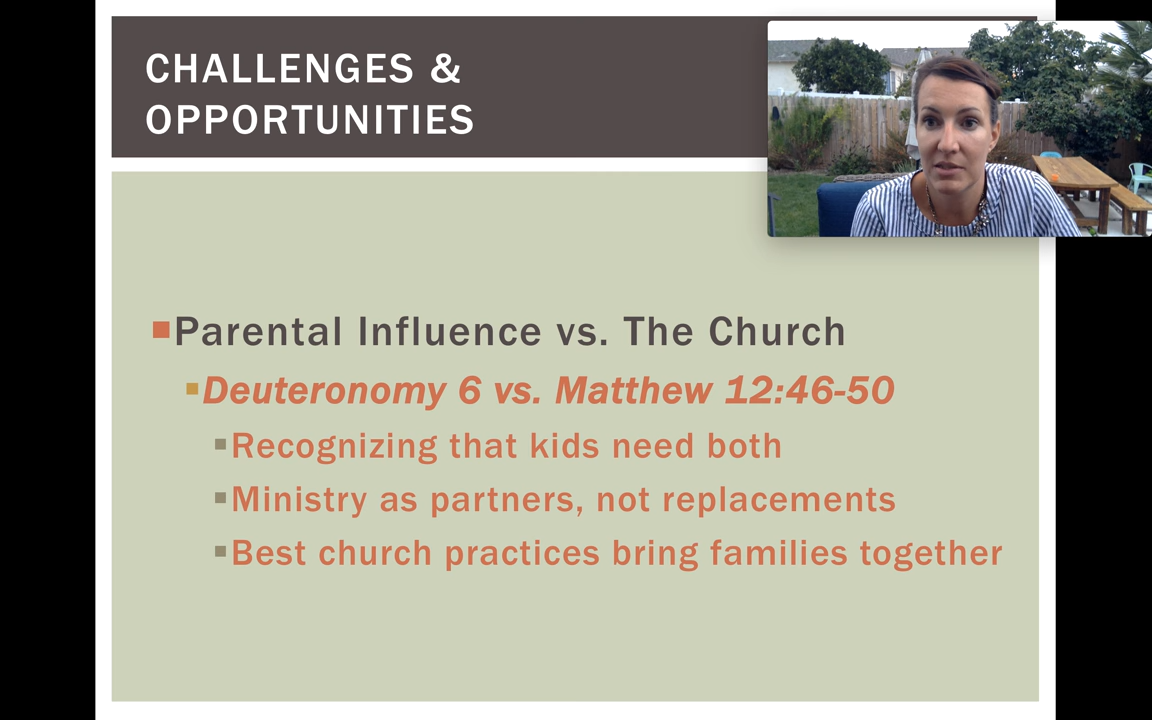 CHALLENGES &
OPPORTUNITIES
Parental Influence vs. The Church
Deuteronomy 6 vs. Matthew 12:46-50
Recognizing that kids need both
Ministry as partners, not replacements
Best church practices bring families together